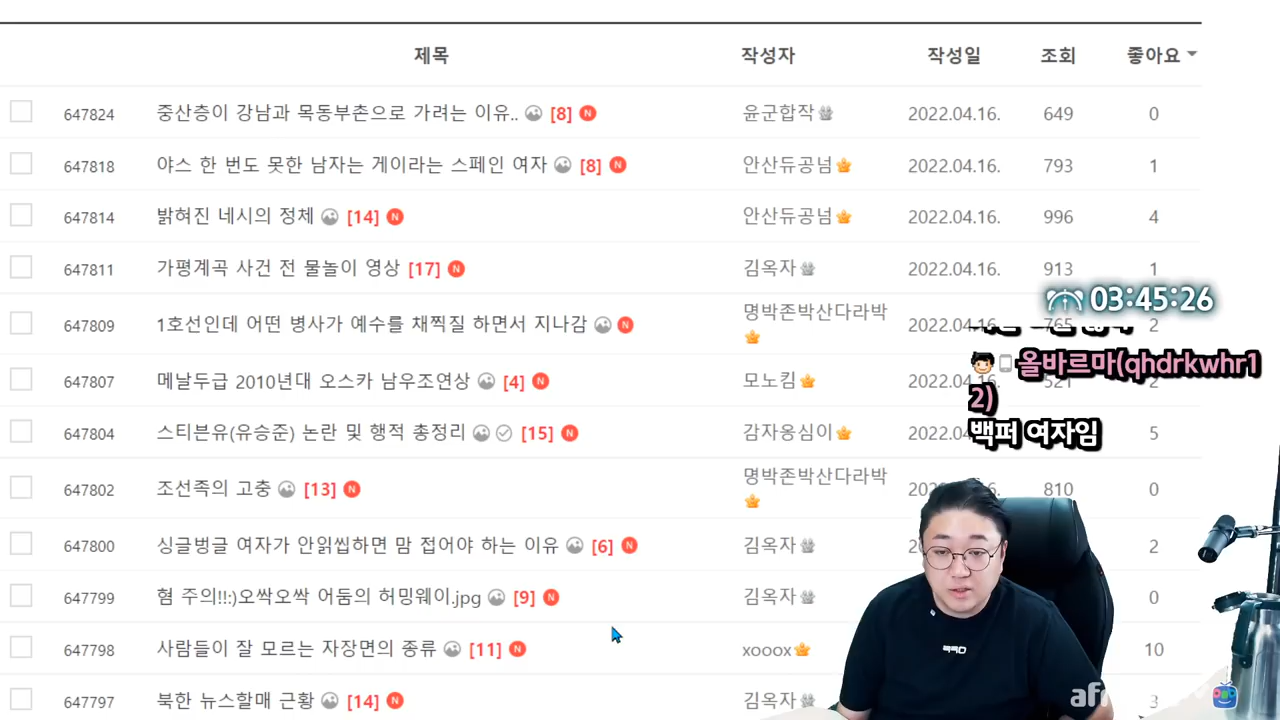 제목 작성자 작성일 조회 좋아요
647824 중산층이 강남과 목동부촌으로 가려는 이유.. [8] N 윤군합작 2022.04.16. 649 0
647818 야스 한 번도 못한 남자는 게이라는 스페인 여자 [8] N 안산듀공넘 2022.04.16. 793 1
647814 밝혀진 네시의 정체 [14] N 안산듀공넘 2022.04.16. 996 4
647811 가평계곡 사건 전 물놀이 영상 [17] N 김옥자 2022.04.16. 913 1
03:45:26
647809 1호선인데 어떤 병사가 예수를 채찍질 하면서 지나감 N 명박존박산다라박 2022.04.16. 765 2
올바르마(qhdrkwhr1
2)
백퍼 여자임
647807 메날두급 2010년대 오스카 남우조연상 [4] N 모노킴 2022.04.16. 521 2
647804 스티븐유(유승준) 논란 및 행적 총정리 [15] N 감자옹심이 2022.04 5
647802 조선족의 고충 [13] N 명박존박산다라박 810 0
647800 싱글벙글 여자가 안읽씹하면 맘 접어야 하는 이유 [6] N 김옥자 2
647799 혐 주의!!:)오싹오싹 어둠의 허밍웨이.jpg [9] N 김옥자 0
647798 사람들이 잘 모르는 자장면의 종류 [11] N xooox 10
647797 북한 뉴스할매 근황 [14] N 김옥자 3